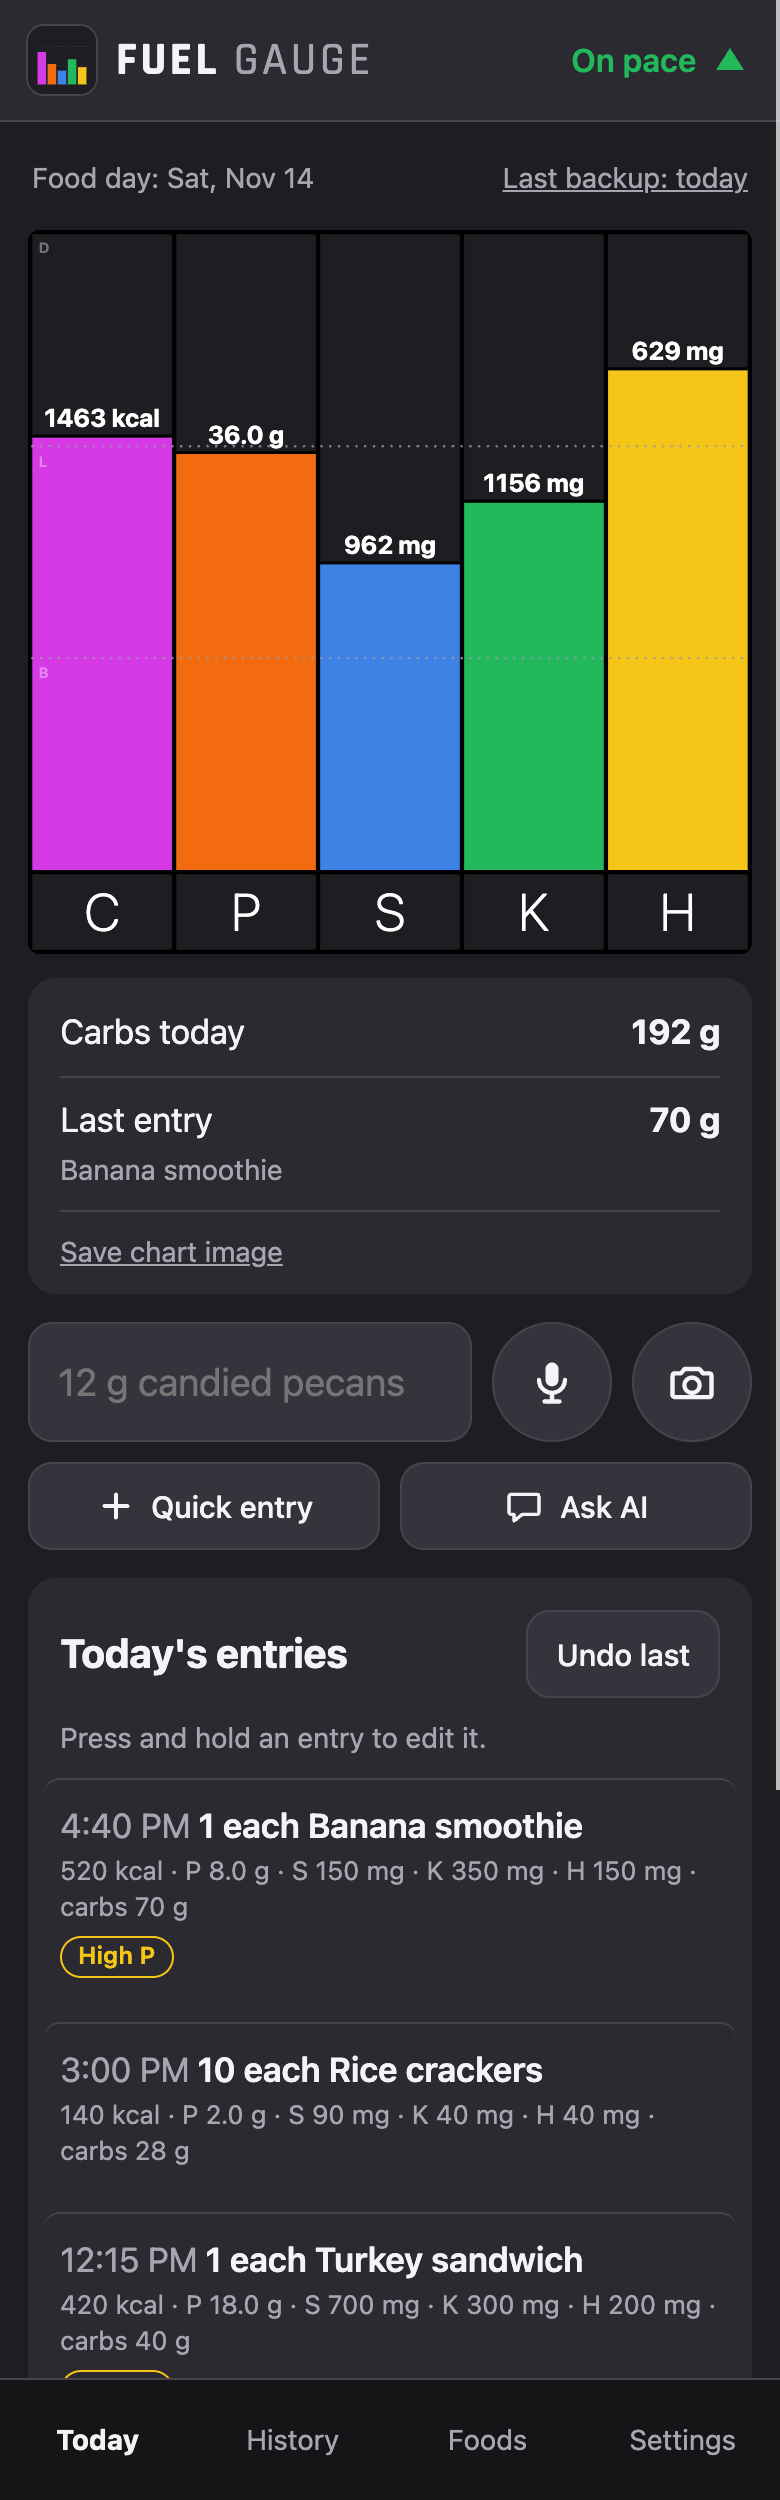 FUEL GAUGE
On pace ▲
Food day: Sat, Nov 14
Last backup: today
D
629 mg
1463 kcal
36.0 g
L
1156 mg
962 mg
B
C P S K H
Carbs today 192 g
Last entry 70 g
Banana smoothie
Save chart image
12 g candied pecans
+ Quick entry
Ask AI
Today's entries
Undo last
Press and hold an entry to edit it.
4:40 PM 1 each Banana smoothie
520 kcal · P 8.0 g · S 150 mg · K 350 mg · H 150 mg ·
carbs 70 g
High P
3:00 PM 10 each Rice crackers
140 kcal · P 2.0 g · S 90 mg · K 40 mg · H 40 mg ·
carbs 28 g
12:15 PM 1 each Turkey sandwich
420 kcal · P 18.0 g · S 700 mg · K 300 mg · H 200 mg ·
carbs 40 g
Today History Foods Settings